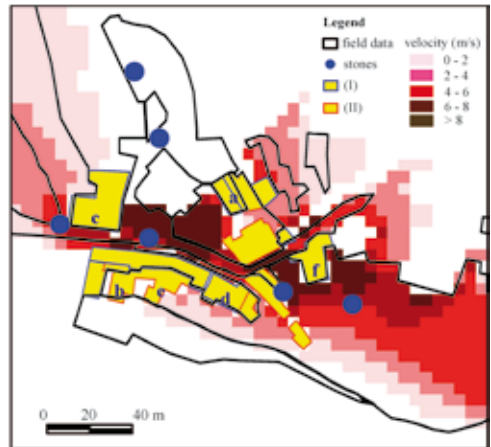 Legend
field data
stones
(I)
(II)
velocity (m/s)
0 - 2
2 - 4
4 - 6
6 - 8
> 8
a
c
f
b
e
d
0 20 40 m